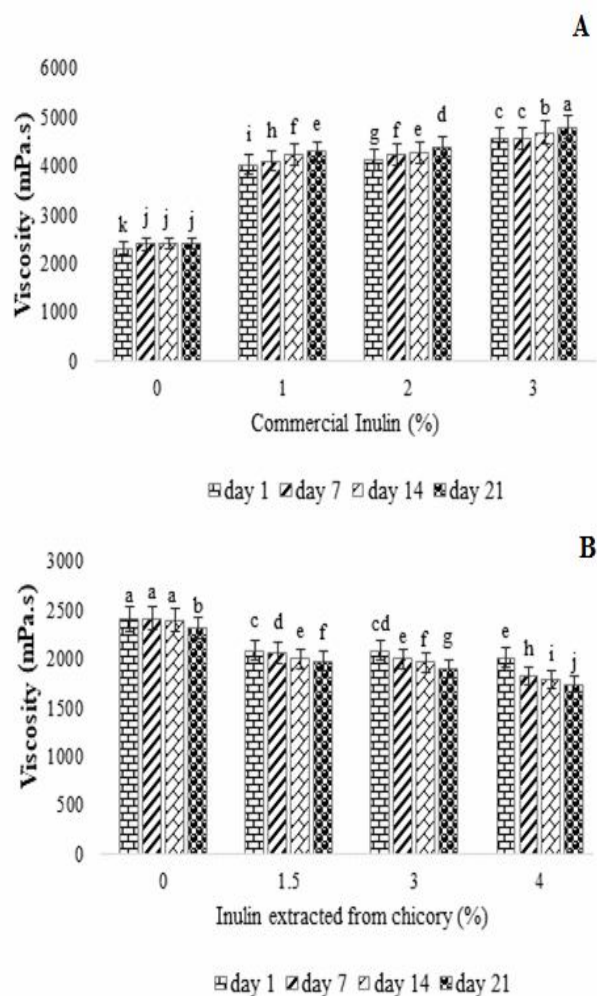 A
6000
5000
4000
3000
2000
1000
0
Viscosity (mPa.s)
k j j j i h f e g f e d c c b a
0 1 2 3
Commercial Inulin (%)
day 1 day 7 day 14 day 21
B
3000
2500
2000
1500
1000
500
0
Viscosity (mPa.s)
a a a b c d e f cd e f g e h i j
0 1.5 3 4
Inulin extracted from chicory (%)
day 1 day 7 day 14 day 21